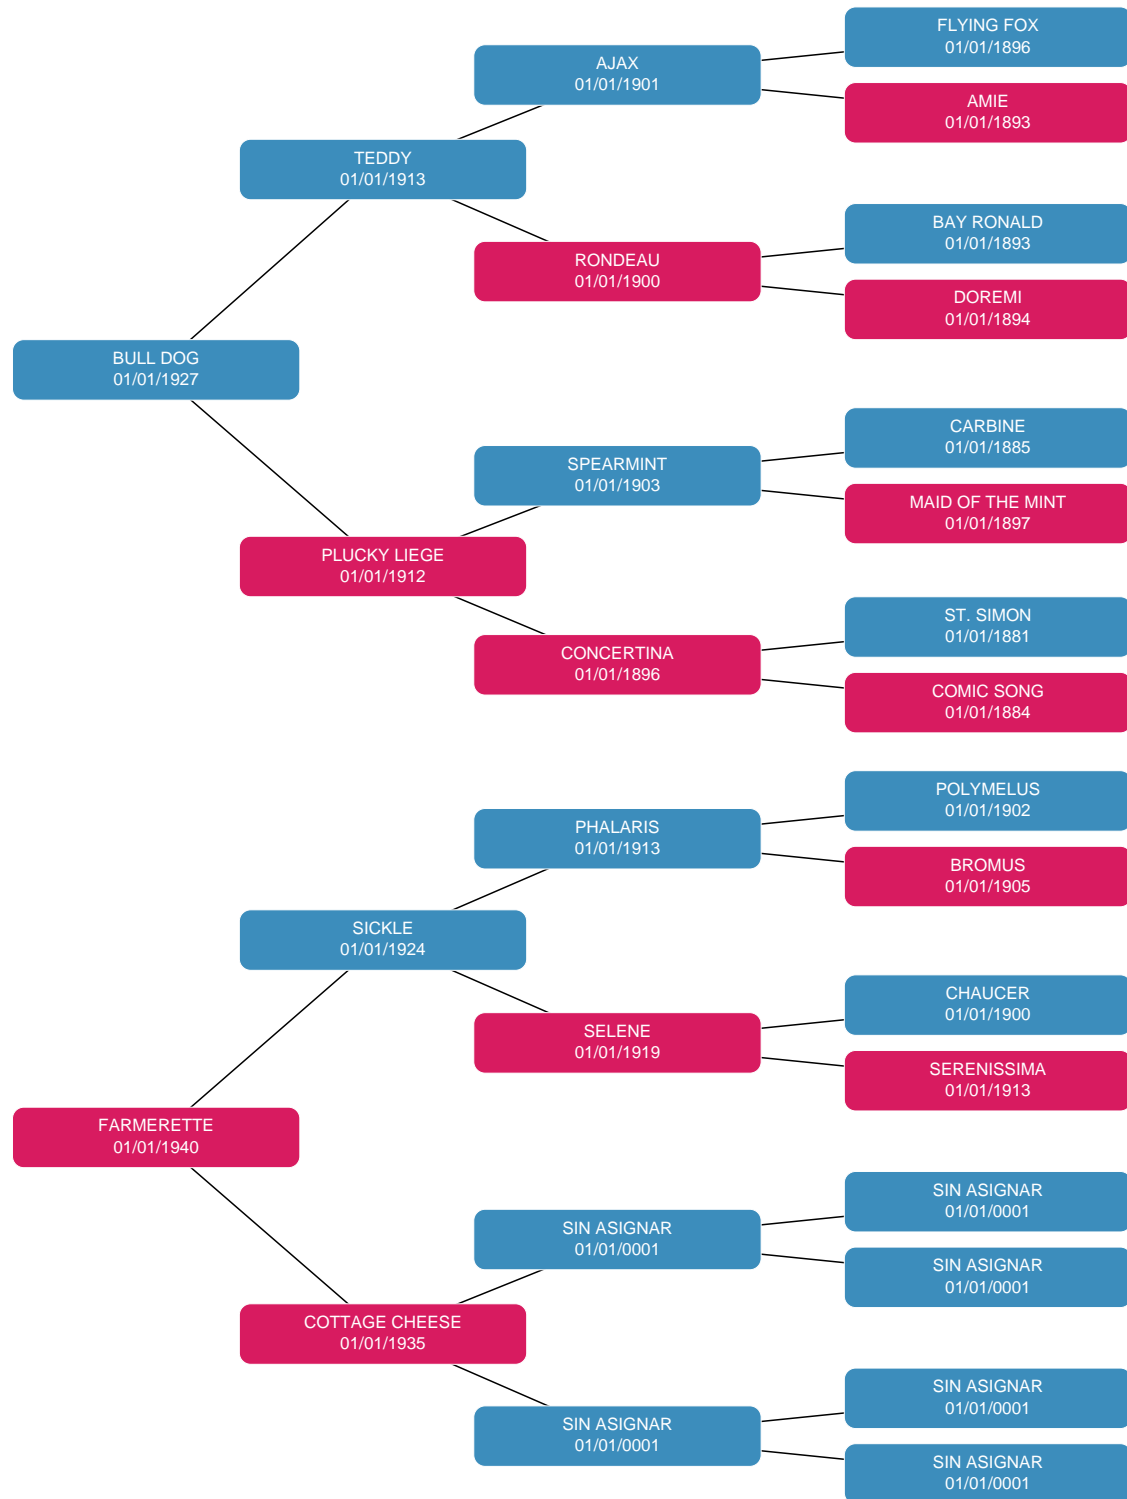 FLYING FOX
01/01/1896
AJAX
01/01/1901
AMIE
01/01/1893
TEDDY
01/01/1913
BAY RONALD
01/01/1893
RONDEAU
01/01/1900
DOREMI
01/01/1894
BULL DOG
01/01/1927
CARBINE
01/01/1885
SPEARMINT
01/01/1903
MAID OF THE MINT
01/01/1897
PLUCKY LIEGE
01/01/1912
ST. SIMON
01/01/1881
CONCERTINA
01/01/1896
COMIC SONG
01/01/1884
POLYMELUS
01/01/1902
PHALARIS
01/01/1913
BROMUS
01/01/1905
SICKLE
01/01/1924
CHAUCER
01/01/1900
SELENE
01/01/1919
SERENISSIMA
01/01/1913
FARMERETTE
01/01/1940
SIN ASIGNAR
01/01/0001
SIN ASIGNAR
01/01/0001
SIN ASIGNAR
01/01/0001
COTTAGE CHEESE
01/01/1935
SIN ASIGNAR
01/01/0001
SIN ASIGNAR
01/01/0001
SIN ASIGNAR
01/01/0001